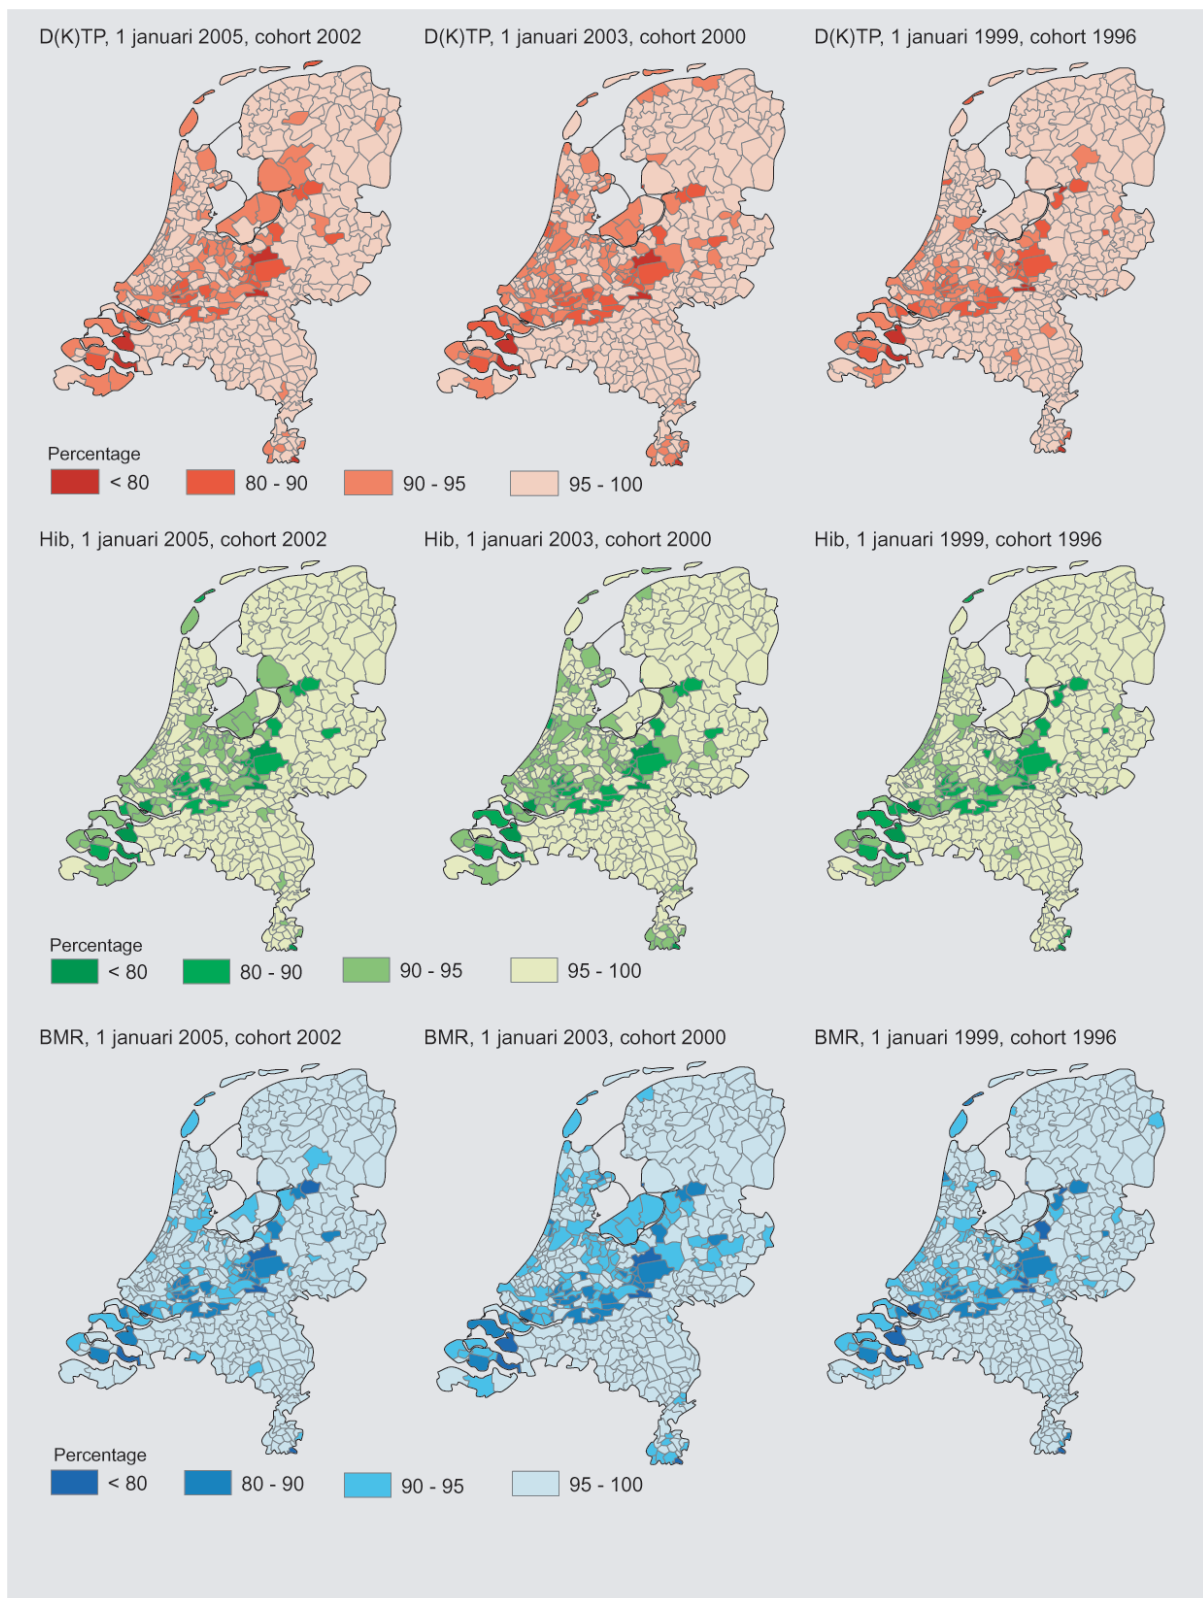 D(K)TP, 1 januari 2005, cohort 2002
D(K)TP, 1 januari 2003, cohort 2000
D(K)TP, 1 januari 1999, cohort 1996
Percentage
< 80
80 - 90
90 - 95
95 - 100
Hib, 1 januari 2005, cohort 2002
Hib, 1 januari 2003, cohort 2000
Hib, 1 januari 1999, cohort 1996
Percentage
< 80
80 - 90
90 - 95
95 - 100
BMR, 1 januari 2005, cohort 2002
BMR, 1 januari 2003, cohort 2000
BMR, 1 januari 1999, cohort 1996
Percentage
< 80
80 - 90
90 - 95
95 - 100